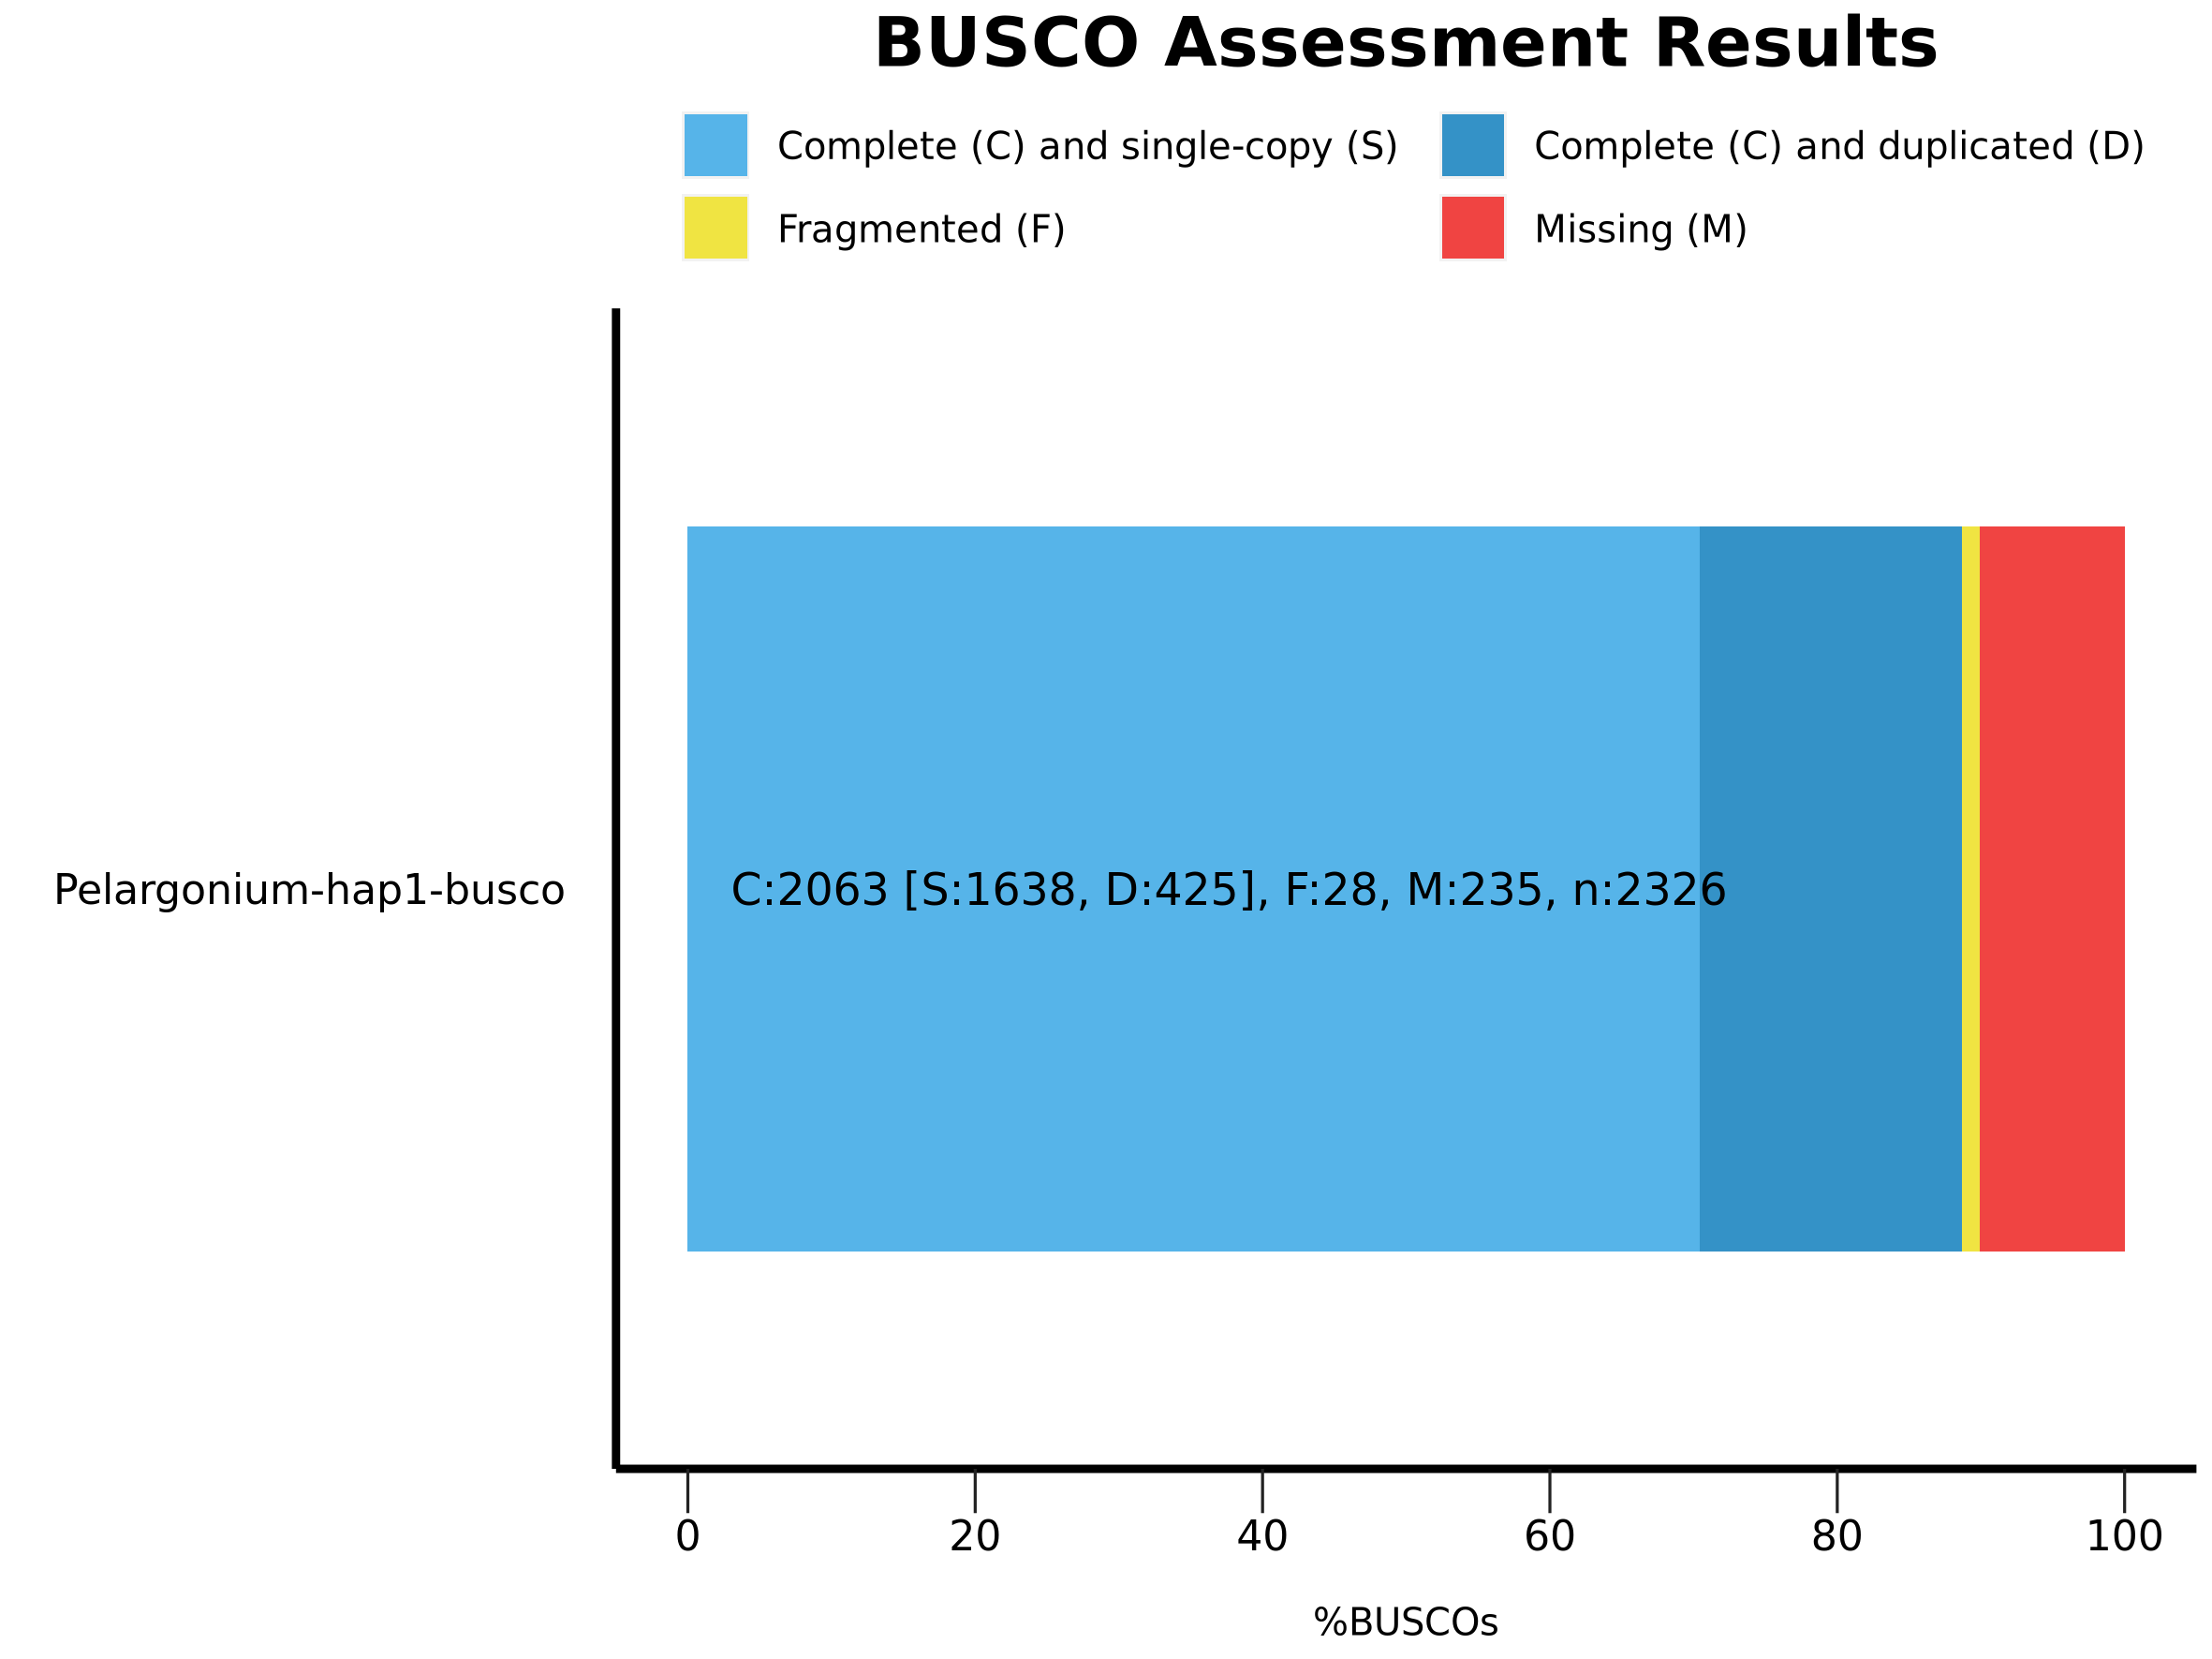 BUSCO Assessment Results
Complete (C) and single-copy (S)
Complete (C) and duplicated (D)
Fragmented (F)
Missing (M)
Pelargonium-hap1-busco
C:2063 [S:1638, D:425], F:28, M:235, n:2326
0 20 40 60 80 100
%BUSCOs